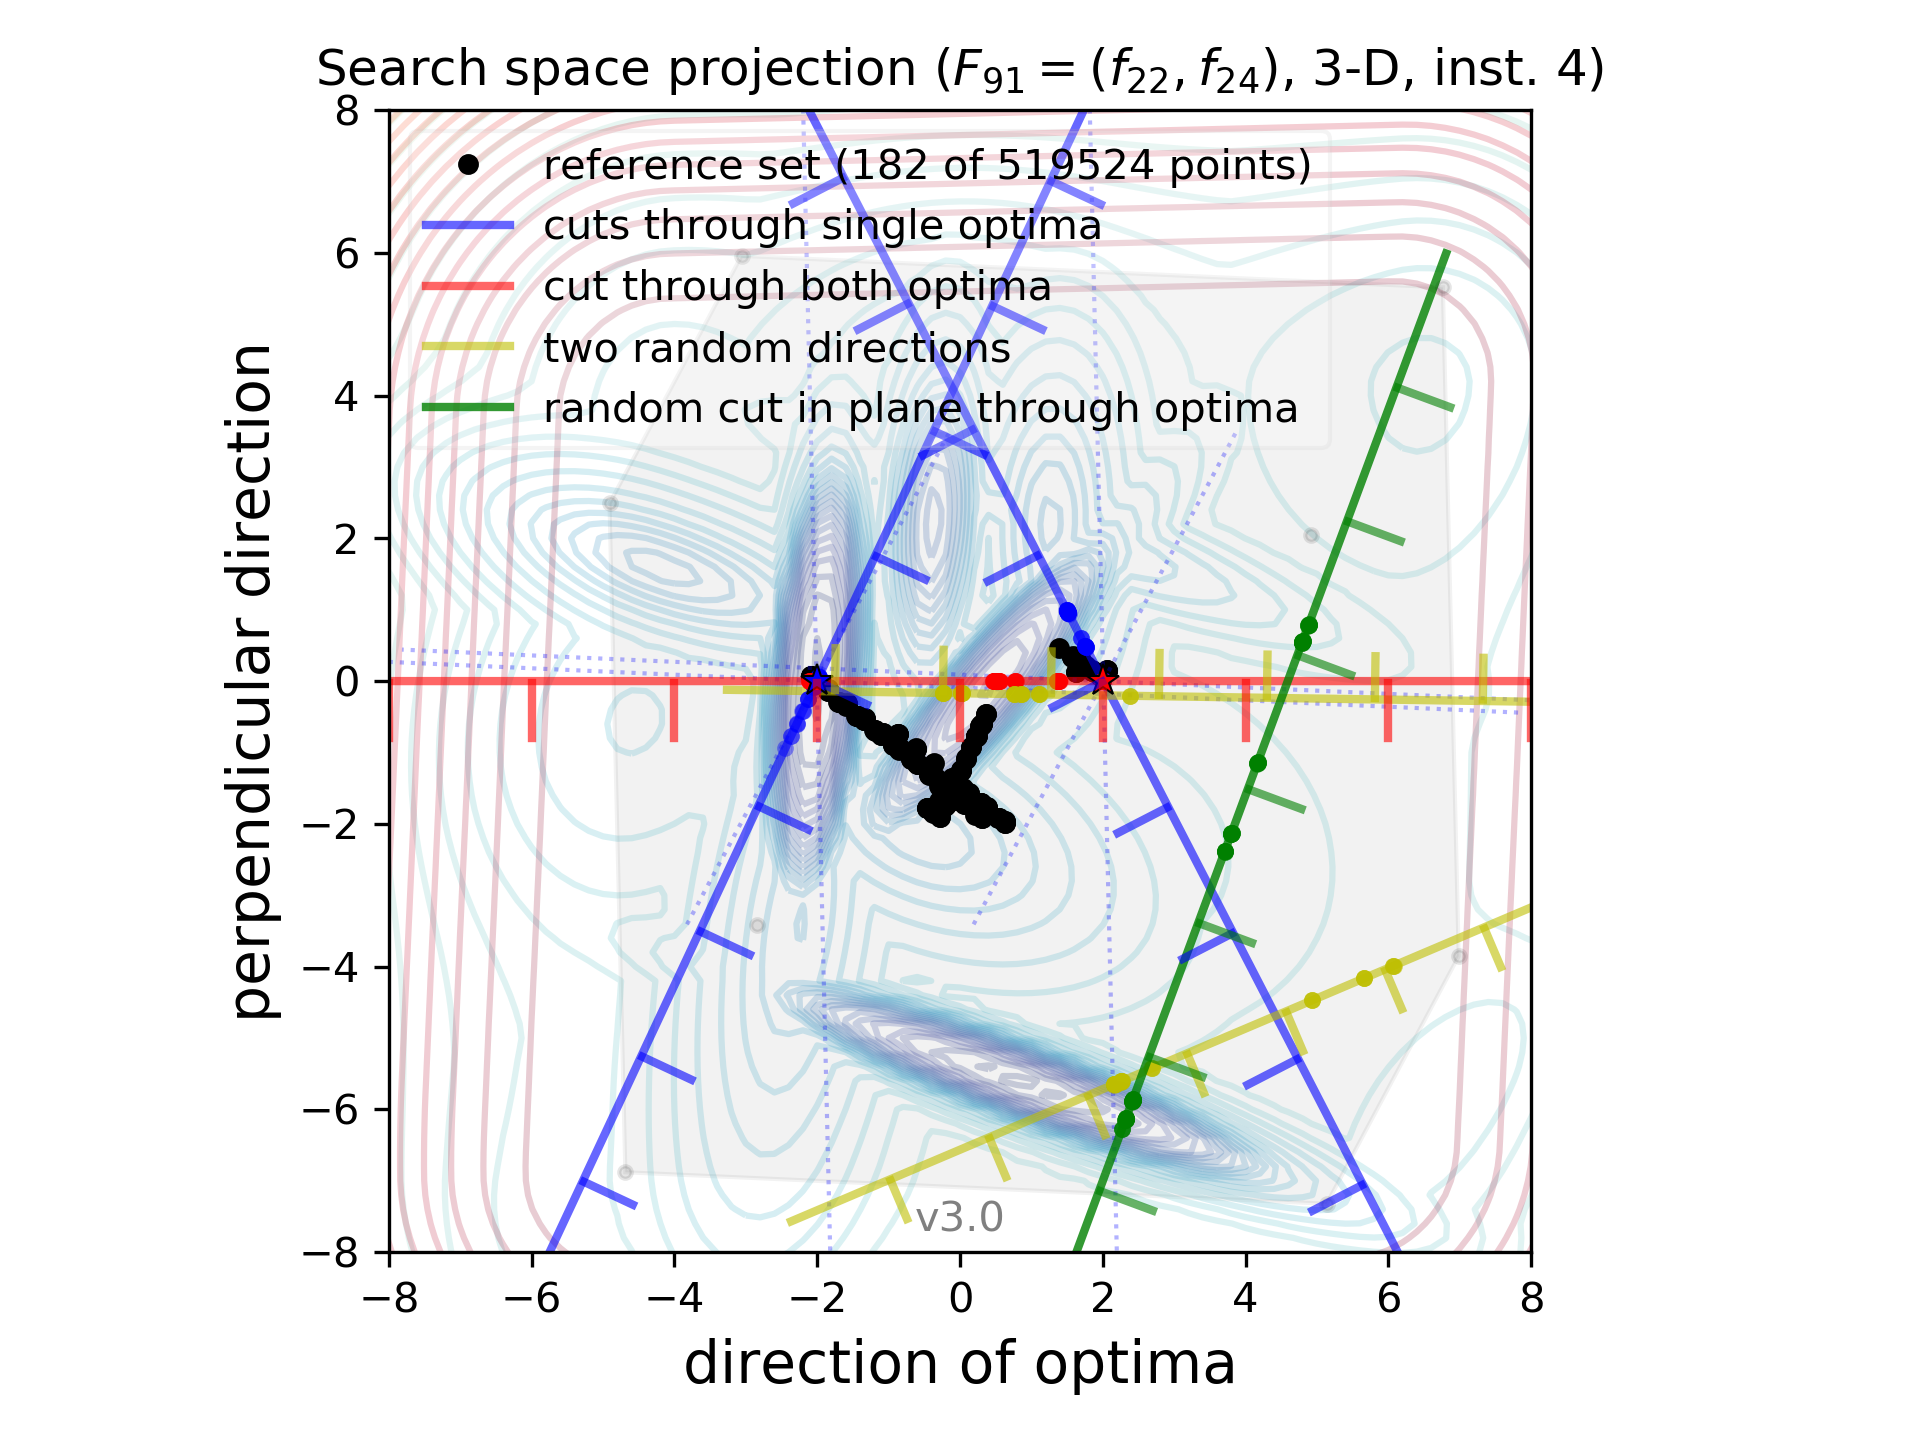 Search space projection (F₉₁ = (f₂₂, f₂₄), 3-D, inst. 4)
reference set (182 of 519524 points)
cuts through single optima
cut through both optima
two random directions
random cut in plane through optima
perpendicular direction
8
6
4
2
0
−2
−4
−6
−8
v3.0
−8 −6 −4 −2 0 2 4 6 8
direction of optima